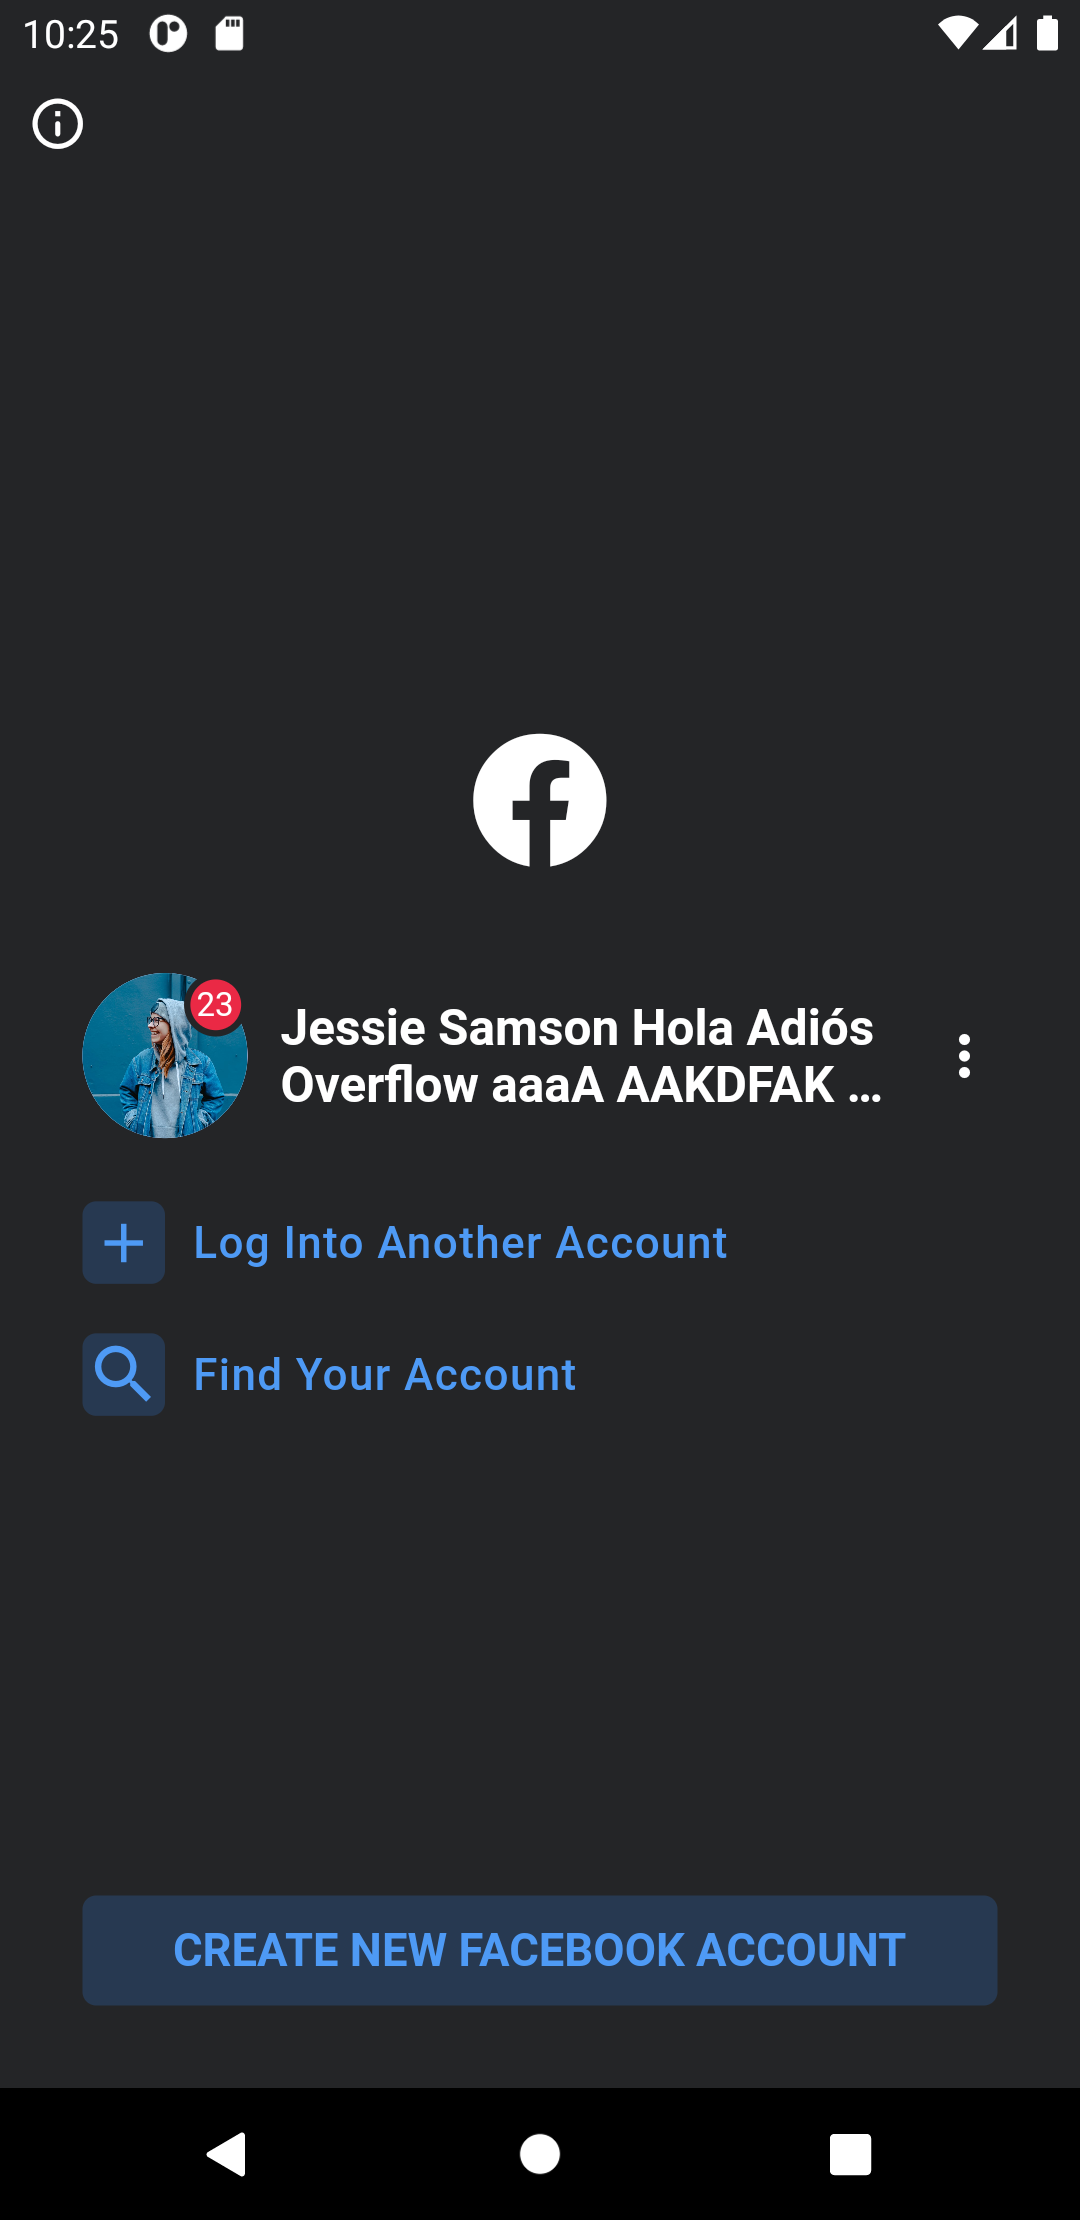 10:25
23
Jessie Samson Hola Adiós
Overflow aaaA AAKDFAK ...
Log Into Another Account
Find Your Account
CREATE NEW FACEBOOK ACCOUNT